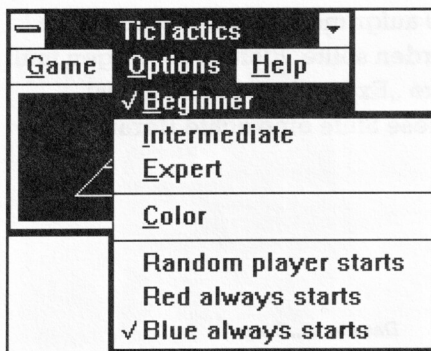 TicTactics
Game Options Help
✓ Beginner
Intermediate
Expert
Color
Random player starts
Red always starts
✓ Blue always starts